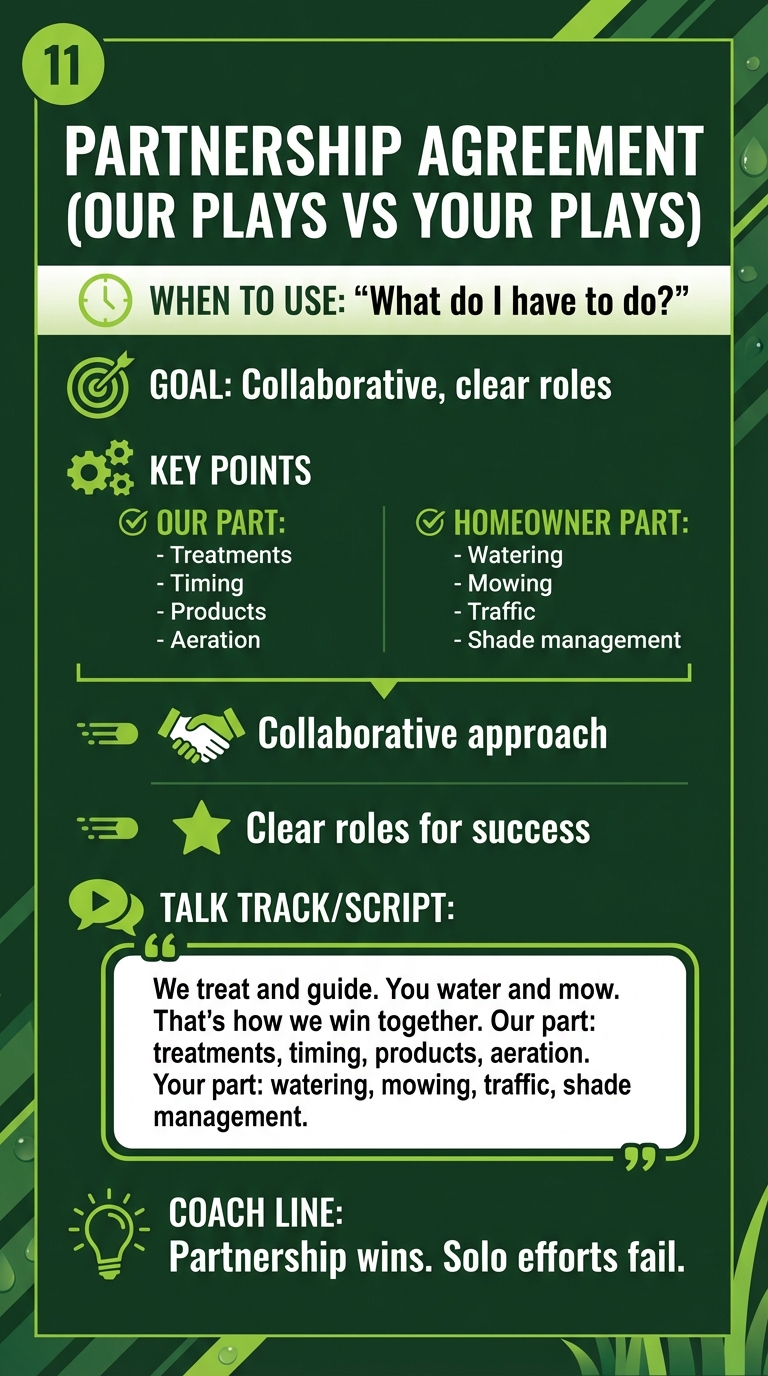 11
PARTNERSHIP AGREEMENT
(OUR PLAYS VS YOUR PLAYS)
WHEN TO USE: “What do I have to do?”
GOAL: Collaborative, clear roles
KEY POINTS
OUR PART:
- Treatments
- Timing
- Products
- Aeration
HOMEOWNER PART:
- Watering
- Mowing
- Traffic
- Shade management
Collaborative approach
Clear roles for success
TALK TRACK/SCRIPT:
“
We treat and guide. You water and mow.
That’s how we win together. Our part:
treatments, timing, products, aeration.
Your part: watering, mowing, traffic, shade
management.
”
COACH LINE:
Partnership wins. Solo efforts fail.